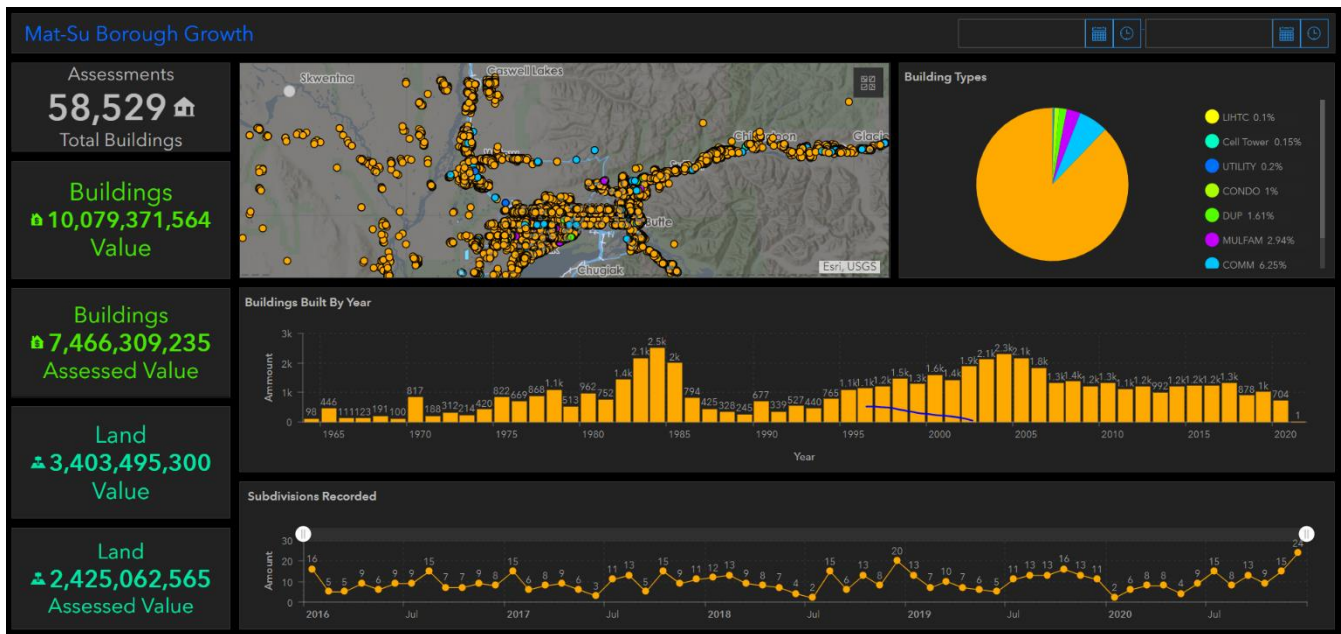 Mat-Su Borough Growth
Assessments
58,529
Total Buildings
Buildings
10,079,371,564
Value
Buildings
7,466,309,235
Assessed Value
Land
3,403,495,300
Value
Land
2,425,062,565
Assessed Value
Skwentna
Caswell Lakes
Glacie
Butte
Chugiak
Esri, USGS
Building Types
LIHTC 0.1%
Cell Tower 0.15%
UTILITY 0.2%
CONDO 1%
DUP 1.61%
MULFAM 2.94%
COMM 6.25%
Buildings Built By Year
Ammount
3k
2k
1k
0
98 446 111 123 191 100 817 188 312 214 420 822 669 868 1.1k 513 962 752 1.4k 2.1k 2.5k 2k 794 425 328 245 677 339 527 440 765 1.1k 1.1k 1.2k 1.5k 1.3k 1.6k 1.4k 1.9k 2.1k 2.3k 2.1k 1.8k 1.3k 1.4k 1.2k 1.3k 1.1k 1.2k 992 1.2k 1.2k 1.2k 1.3k 878 1k 704 1
1965 1970 1975 1980 1985 1990 1995 2000 2005 2010 2015 2020
Year
Subdivisions Recorded
Amount
30
20
10
0
16 5 5 9 6 9 9 15 7 7 9 8 15 6 8 9 6 3 11 13 5 15 9 11 12 13 9 8 7 4 2 15 6 13 8 20 13 7 10 7 6 5 11 13 13 16 13 11 2 6 8 8 4 9 15 8 13 9 15 24
2016 Jul 2017 Jul 2018 Jul 2019 Jul 2020 Jul